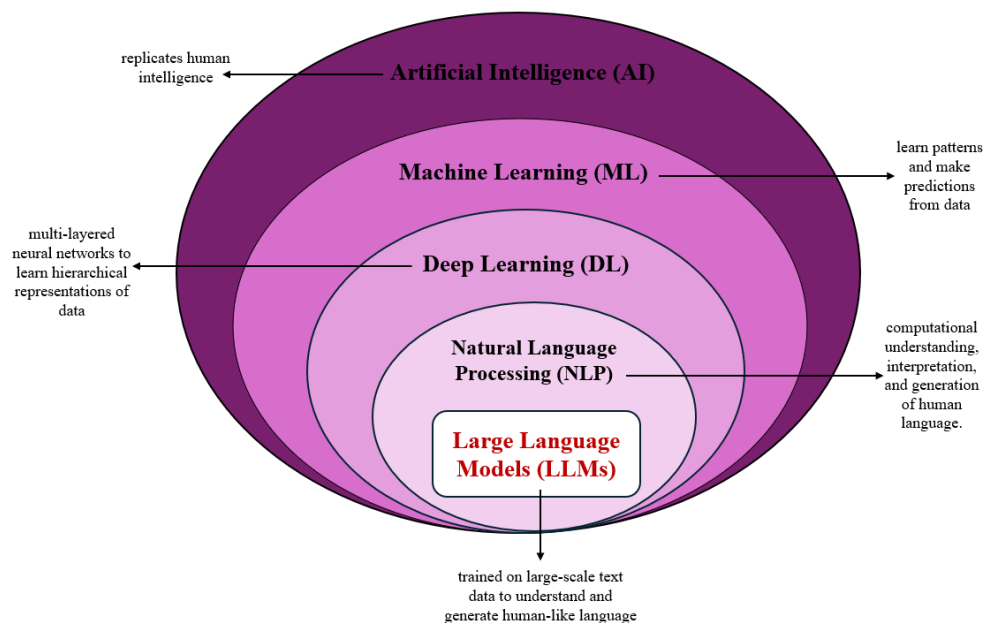 replicates human
intelligence
Artificial Intelligence (AI)
learn patterns
and make
predictions
from data
Machine Learning (ML)
multi-layered
neural networks to
learn hierarchical
representations of
data
Deep Learning (DL)
Natural Language
Processing (NLP)
computational
understanding,
interpretation,
and generation
of human
language.
Large Language
Models (LLMs)
trained on large-scale text
data to understand and
generate human-like language